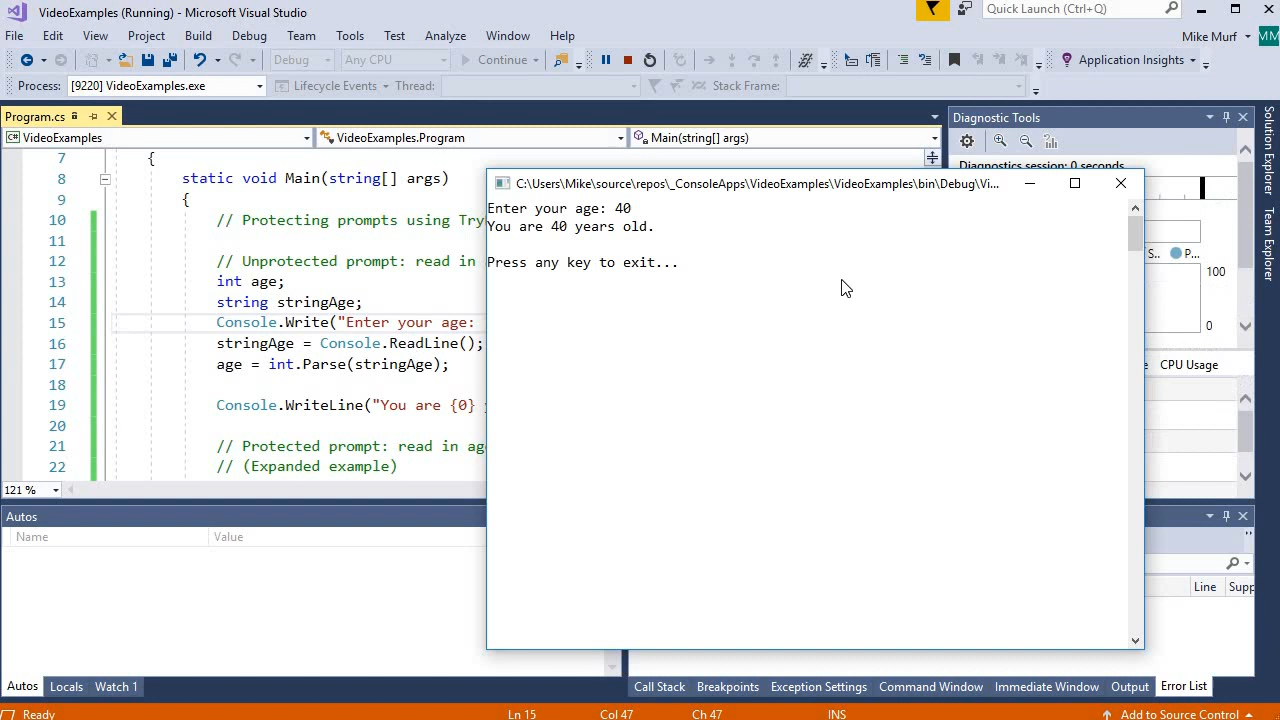 VideoExamples (Running) - Microsoft Visual Studio
Quick Launch (Ctrl+Q)
File Edit View Project Build Debug Team Tools Test Analyze Window Help
Mike Murf MM
Debug Any CPU Continue Application Insights
Process: [9220] VideoExamples.exe Lifecycle Events Thread: Stack Frame:
Program.cs
Diagnostic Tools
VideoExamples VideoExamples.Program Main(string[] args)
Diagnostics session: 0 seconds
7 {
8 static void Main(string[] args)
9 {
10 // Protecting prompts using Try
11
12 // Unprotected prompt: read in
13 int age;
14 string stringAge;
15 Console.Write("Enter your age:
16 stringAge = Console.ReadLine();
17 age = int.Parse(stringAge);
18
19 Console.WriteLine("You are {0} y
20
21 // Protected prompt: read in age
22 // (Expanded example)
121 %
C:\Users\Mike\source\repos\_ConsoleApps\VideoExamples\VideoExamples\bin\Debug\Vi...
Enter your age: 40
You are 40 years old.
Press any key to exit...
S.. P...
100
0
CPU Usage
Solution Explorer
Team Explorer
Autos
Name Value
Line Supp
Autos Locals Watch 1
Call Stack Breakpoints Exception Settings Command Window Immediate Window Output Error List
Ready Ln 15 Col 47 Ch 47 INS Add to Source Control